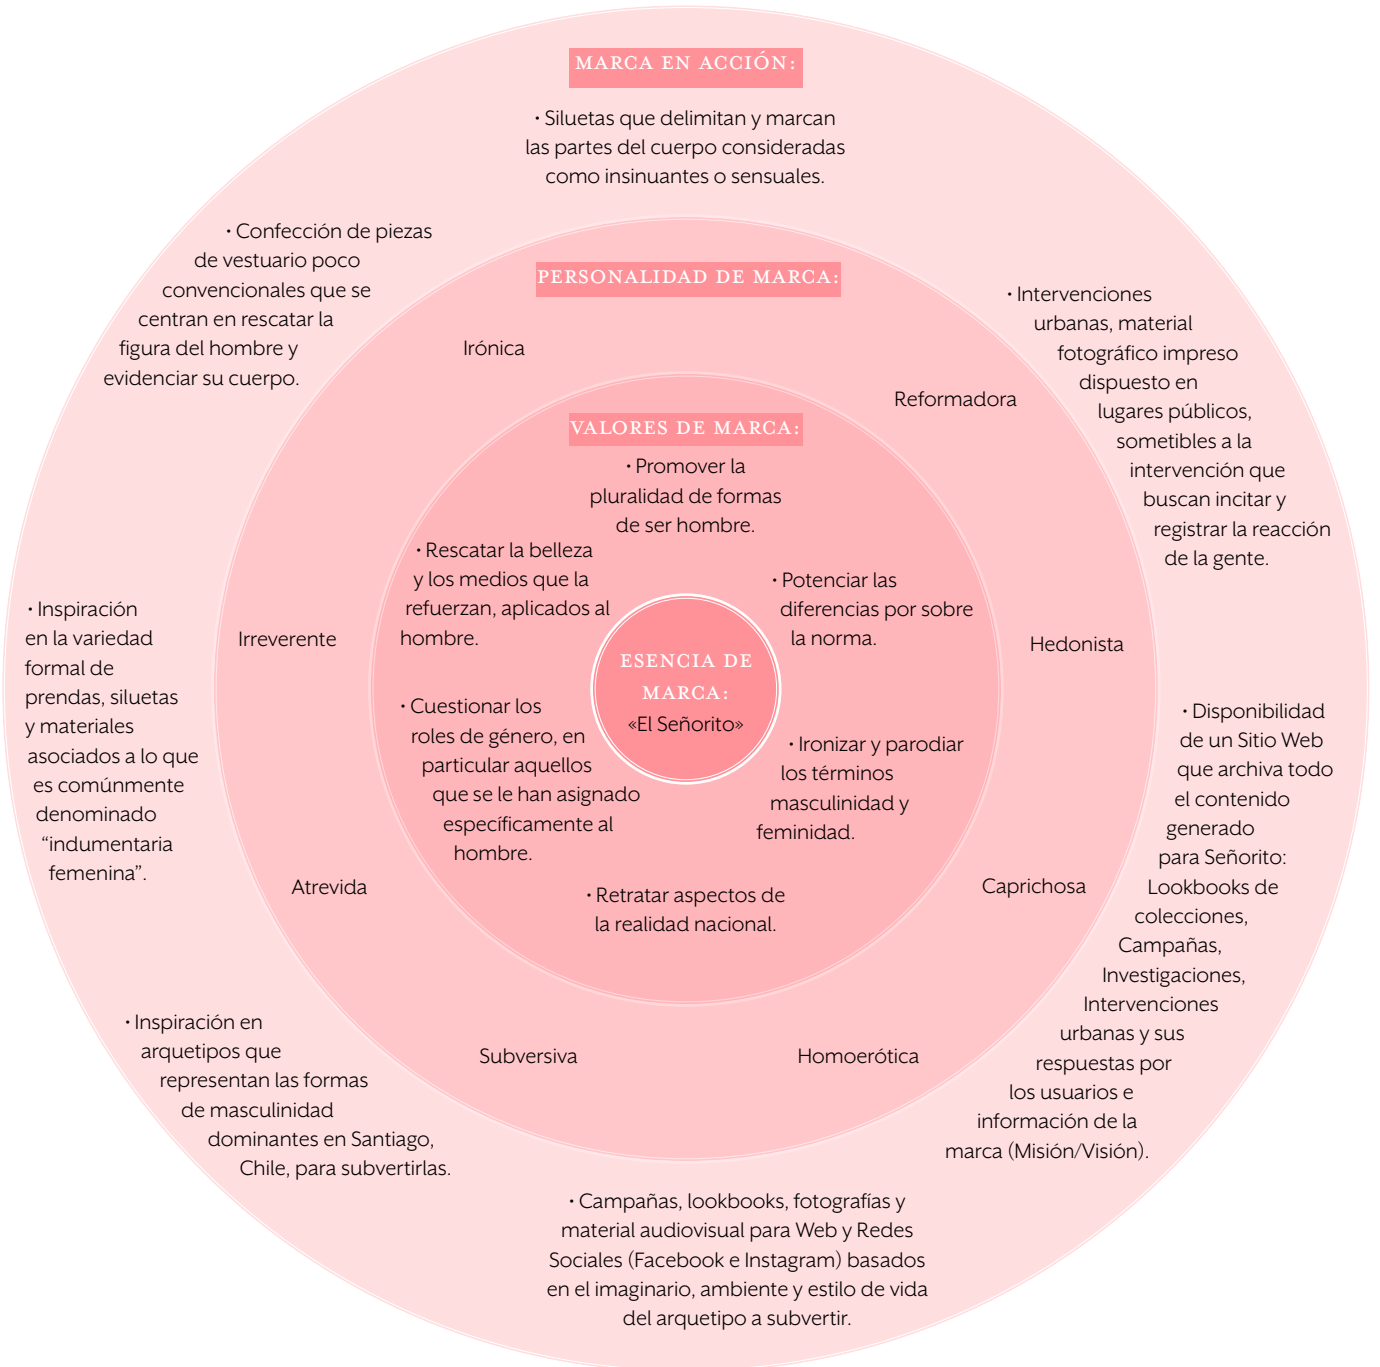 MARCA EN ACCIÓN:
• Siluetas que delimitan y marcan
las partes del cuerpo consideradas
como insinuantes o sensuales.
• Confección de piezas
de vestuario poco
convencionales que se
centran en rescatar la
figura del hombre y
evidenciar su cuerpo.
• Intervenciones
urbanas, material
fotográfico impreso
dispuesto en
lugares públicos,
sometibles a la
intervención que
buscan incitar y
registrar la reacción
de la gente.
• Inspiración
en la variedad
formal de
prendas, siluetas
y materiales
asociados a lo que
es comúnmente
denominado
“indumentaria
femenina”.
• Disponibilidad
de un Sitio Web
que archiva todo
el contenido
generado
para Señorito:
Lookbooks de
colecciones,
Campañas,
Investigaciones,
Intervenciones
urbanas y sus
respuestas por
los usuarios e
información de la
marca (Misión/Visión).
• Inspiración en
arquetipos que
representan las formas
de masculinidad
dominantes en Santiago,
Chile, para subvertirlas.
• Campañas, lookbooks, fotografías y
material audiovisual para Web y Redes
Sociales (Facebook e Instagram) basados
en el imaginario, ambiente y estilo de vida
del arquetipo a subvertir.
PERSONALIDAD DE MARCA:
Irónica
Reformadora
Irreverente
Hedonista
Atrevida
Caprichosa
Subversiva
Homoerótica
VALORES DE MARCA:
• Promover la
pluralidad de formas
de ser hombre.
• Rescatar la belleza
y los medios que la
refuerzan, aplicados al
hombre.
• Potenciar las
diferencias por sobre
la norma.
• Cuestionar los
roles de género, en
particular aquellos
que se le han asignado
específicamente al
hombre.
• Ironizar y parodiar
los términos
masculinidad y
feminidad.
• Retratar aspectos de
la realidad nacional.
ESENCIA DE
MARCA:
«El Señorito»